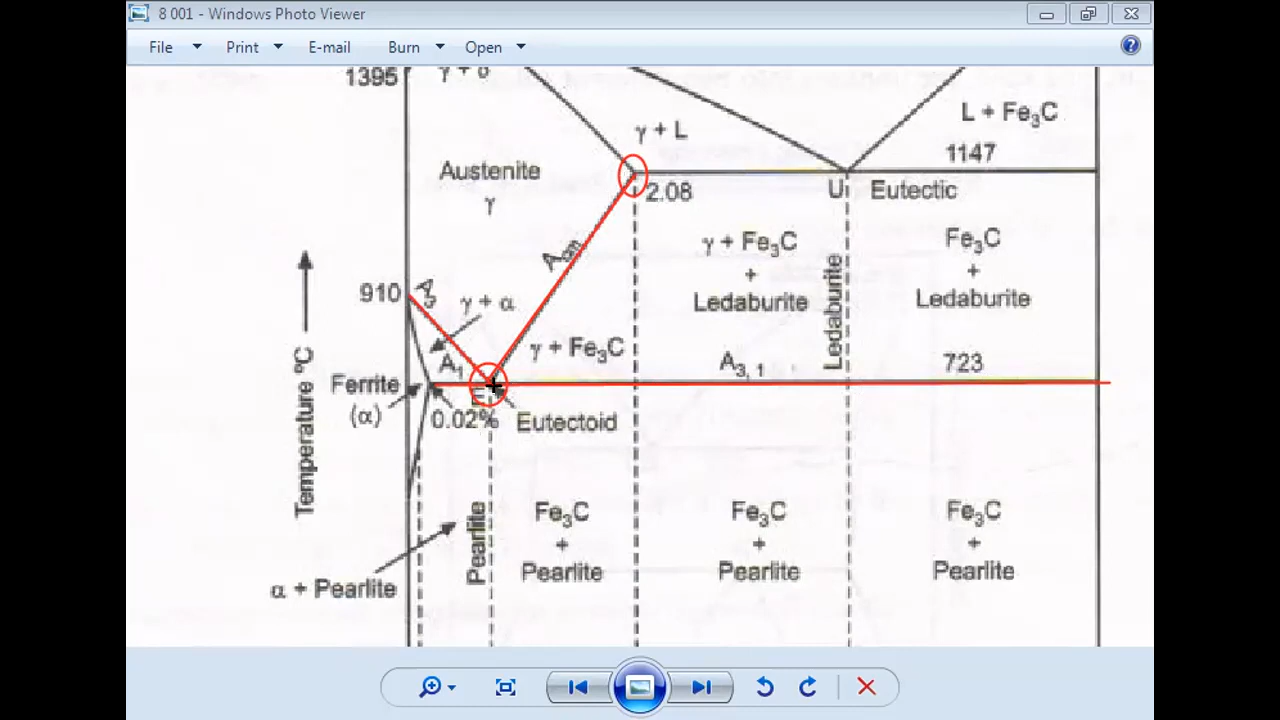 8 001 - Windows Photo Viewer
File Print E-mail Burn Open
1395
γ + δ
L + Fe₃C
γ + L
1147
Austenite
γ
2.08
U
Eutectic
Acm
γ + Fe₃C
+
Ledaburite
Ledaburite
Fe₃C
+
Ledaburite
910
A₃
γ + α
γ + Fe₃C
A₁
A₃, ₁
723
Temperature ºC
Ferrite
(α)
0.02%
E
Eutectoid
Pearlite
Fe₃C
+
Pearlite
Fe₃C
+
Pearlite
Fe₃C
+
Pearlite
α + Pearlite